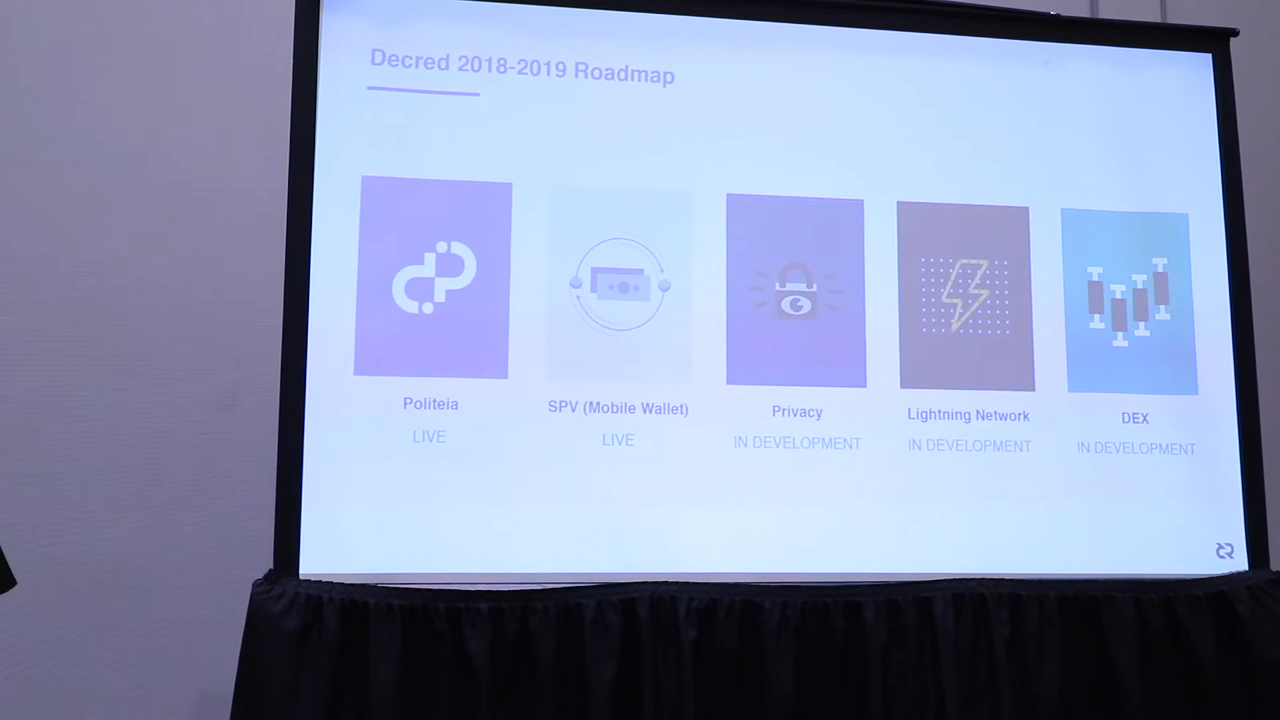 Decred 2018-2019 Roadmap
Politeia
LIVE
SPV (Mobile Wallet)
LIVE
Privacy
IN DEVELOPMENT
Lightning Network
IN DEVELOPMENT
DEX
IN DEVELOPMENT